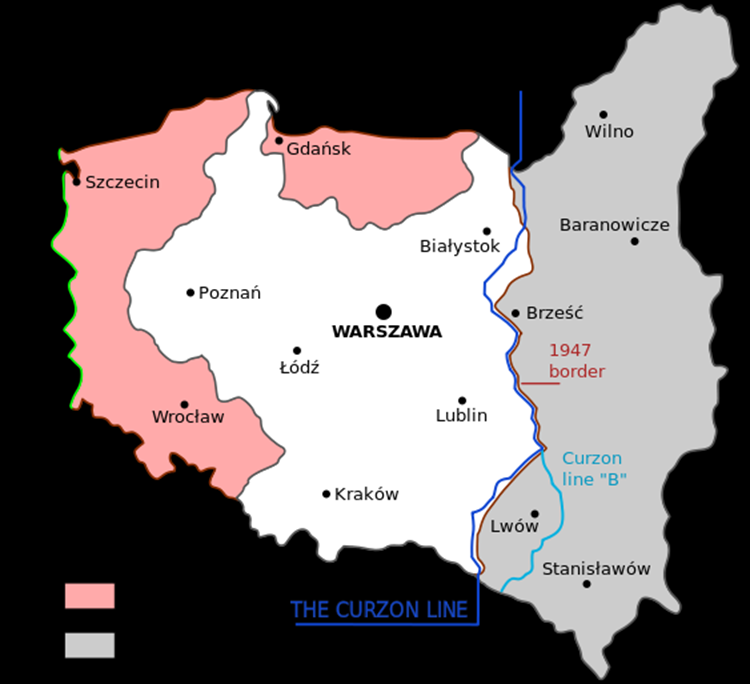 Wilno
Gdańsk
Szczecin
Baranowicze
Białystok
Poznań
Brześć
WARSZAWA
1947
border
Łódź
Wrocław
Lublin
Curzon
line "B"
Kraków
Lwów
Stanisławów
THE CURZON LINE